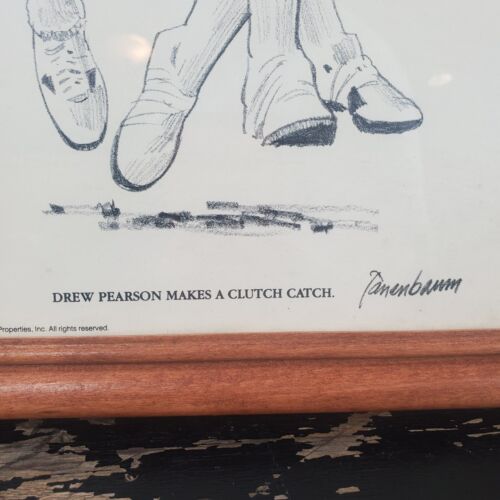 DREW PEARSON MAKES A CLUTCH CATCH.
Tanenbaum
Properties, Inc. All rights reserved.